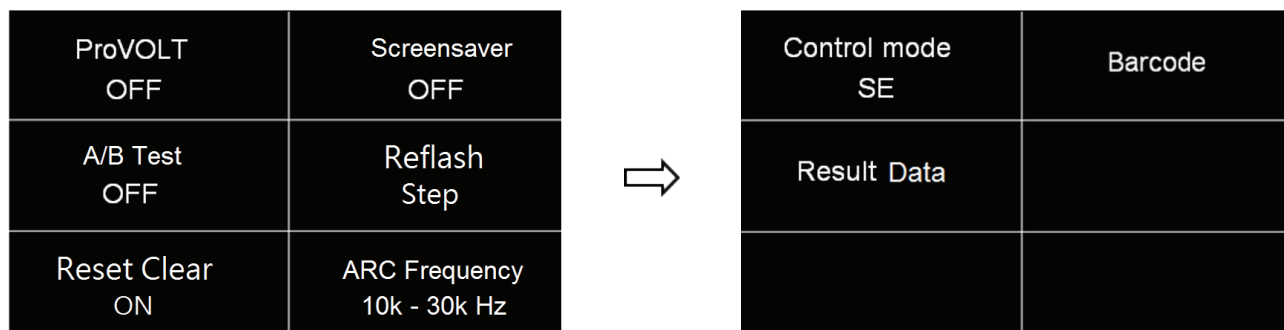 ProVOLT
OFF
Screensaver
OFF
A/B Test
OFF
Reflash
Step
Reset Clear
ON
ARC Frequency
10k - 30k Hz
Control mode
SE
Barcode
Result Data